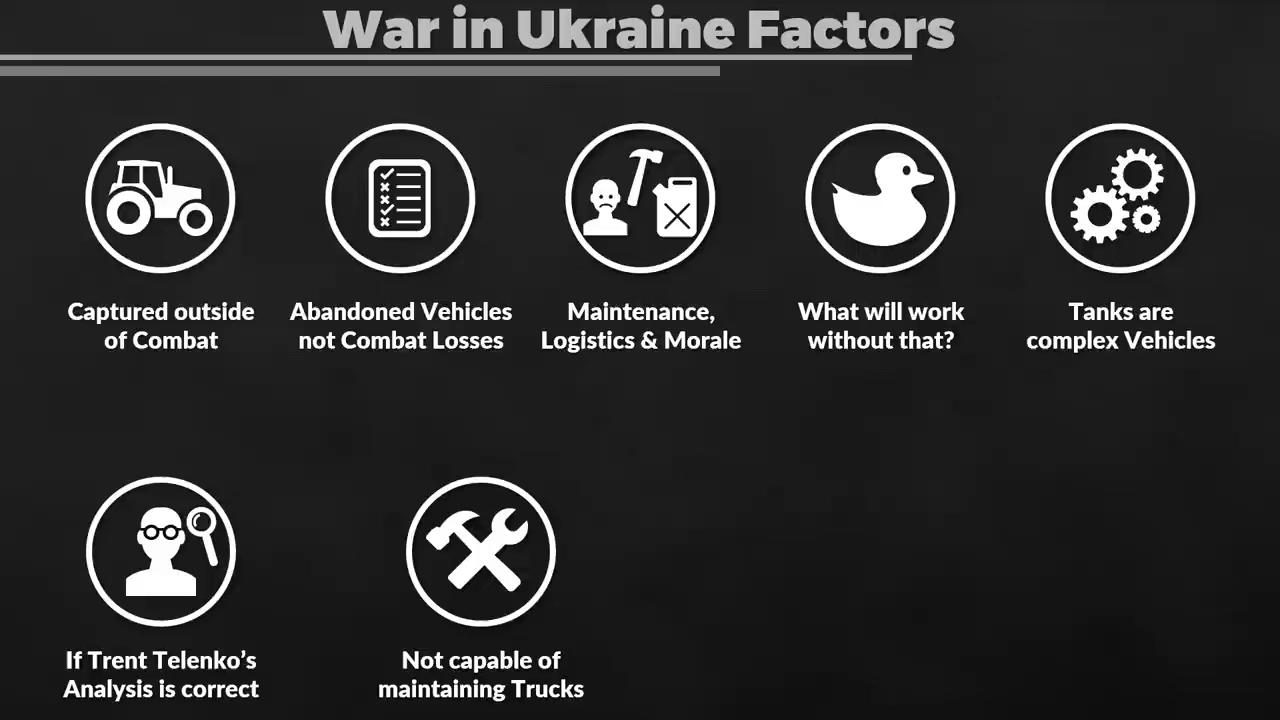 War in Ukraine Factors
Captured outside
of Combat
Abandoned Vehicles
not Combat Losses
Maintenance,
Logistics & Morale
What will work
without that?
Tanks are
complex Vehicles
If Trent Telenko's
Analysis is correct
Not capable of
maintaining Trucks